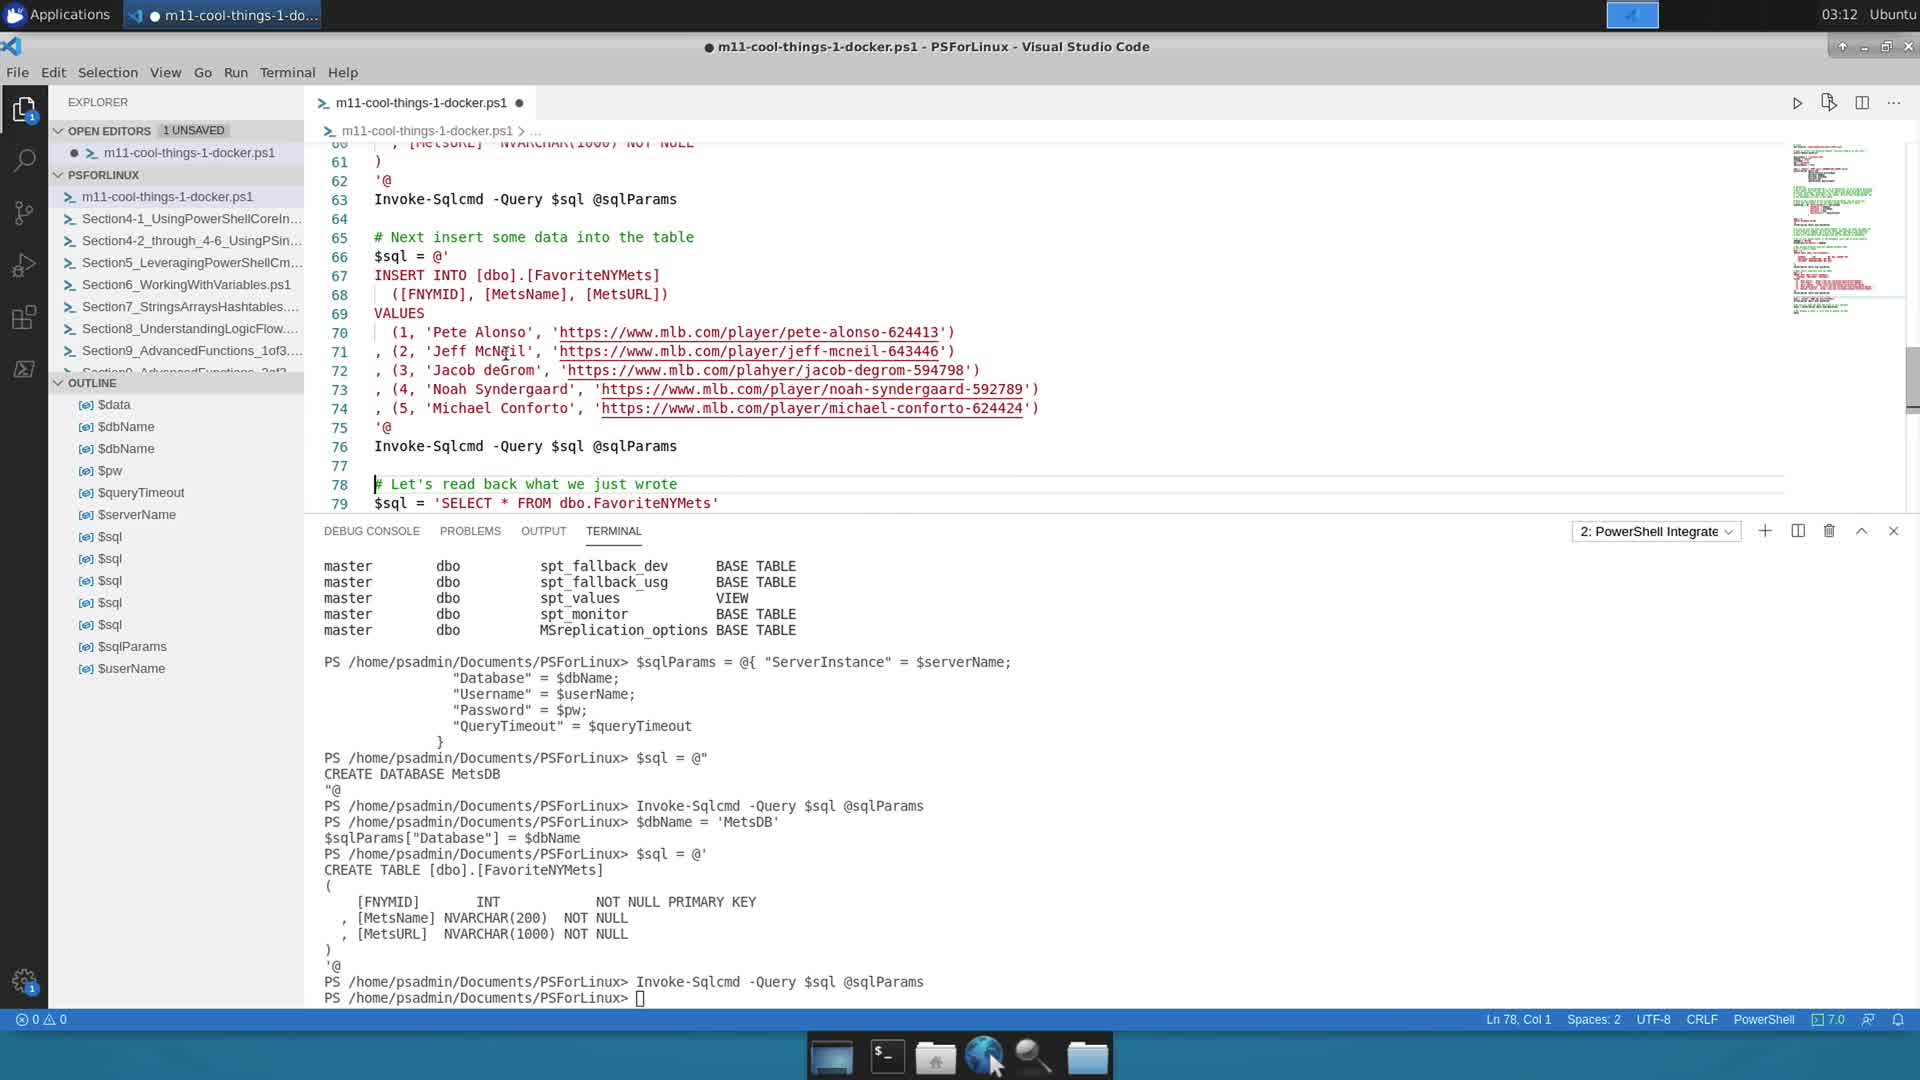 Applications
m11-cool-things-1-do...
03:12 Ubuntu
m11-cool-things-1-docker.ps1 - PSForLinux - Visual Studio Code
File Edit Selection View Go Run Terminal Help
EXPLORER
OPEN EDITORS 1 UNSAVED
m11-cool-things-1-docker.ps1
PSFORLINUX
m11-cool-things-1-docker.ps1
Section4-1_UsingPowerShellCoreIn...
Section4-2_through_4-6_UsingPSin...
Section5_LeveragingPowerShellCm...
Section6_WorkingWithVariables.ps1
Section7_StringsArraysHashtables....
Section8_UnderstandingLogicFlow....
Section9_AdvancedFunctions_1of3....
Section9_AdvancedFunctions_2of3...
OUTLINE
$data
$dbName
$dbName
$pw
$queryTimeout
$serverName
$sql
$sql
$sql
$sql
$sql
$sqlParams
$userName
m11-cool-things-1-docker.ps1
m11-cool-things-1-docker.ps1 > ...
60 , [MetsURL] NVARCHAR(1000) NOT NULL
61 )
62 '@
63 Invoke-Sqlcmd -Query $sql @sqlParams
64
65 # Next insert some data into the table
66 $sql = @'
67 INSERT INTO [dbo].[FavoriteNYMets]
68 ([FNYMID], [MetsName], [MetsURL])
69 VALUES
70 (1, 'Pete Alonso', 'https://www.mlb.com/player/pete-alonso-624413')
71 , (2, 'Jeff McNeil', 'https://www.mlb.com/player/jeff-mcneil-643446')
72 , (3, 'Jacob deGrom', 'https://www.mlb.com/plahyer/jacob-degrom-594798')
73 , (4, 'Noah Syndergaard', 'https://www.mlb.com/player/noah-syndergaard-592789')
74 , (5, 'Michael Conforto', 'https://www.mlb.com/player/michael-conforto-624424')
75 '@
76 Invoke-Sqlcmd -Query $sql @sqlParams
77
78 # Let's read back what we just wrote
79 $sql = 'SELECT * FROM dbo.FavoriteNYMets'
DEBUG CONSOLE PROBLEMS OUTPUT TERMINAL
2: PowerShell Integrate
master dbo spt_fallback_dev BASE TABLE
master dbo spt_fallback_usg BASE TABLE
master dbo spt_values VIEW
master dbo spt_monitor BASE TABLE
master dbo MSreplication_options BASE TABLE
PS /home/psadmin/Documents/PSForLinux> $sqlParams = @{ "ServerInstance" = $serverName;
"Database" = $dbName;
"Username" = $userName;
"Password" = $pw;
"QueryTimeout" = $queryTimeout
}
PS /home/psadmin/Documents/PSForLinux> $sql = @"
CREATE DATABASE MetsDB
"@
PS /home/psadmin/Documents/PSForLinux> Invoke-Sqlcmd -Query $sql @sqlParams
PS /home/psadmin/Documents/PSForLinux> $dbName = 'MetsDB'
$sqlParams["Database"] = $dbName
PS /home/psadmin/Documents/PSForLinux> $sql = @'
CREATE TABLE [dbo].[FavoriteNYMets]
(
[FNYMID] INT NOT NULL PRIMARY KEY
, [MetsName] NVARCHAR(200) NOT NULL
, [MetsURL] NVARCHAR(1000) NOT NULL
)
'@
PS /home/psadmin/Documents/PSForLinux> Invoke-Sqlcmd -Query $sql @sqlParams
PS /home/psadmin/Documents/PSForLinux>
0 0
Ln 78, Col 1 Spaces: 2 UTF-8 CRLF PowerShell 7.0